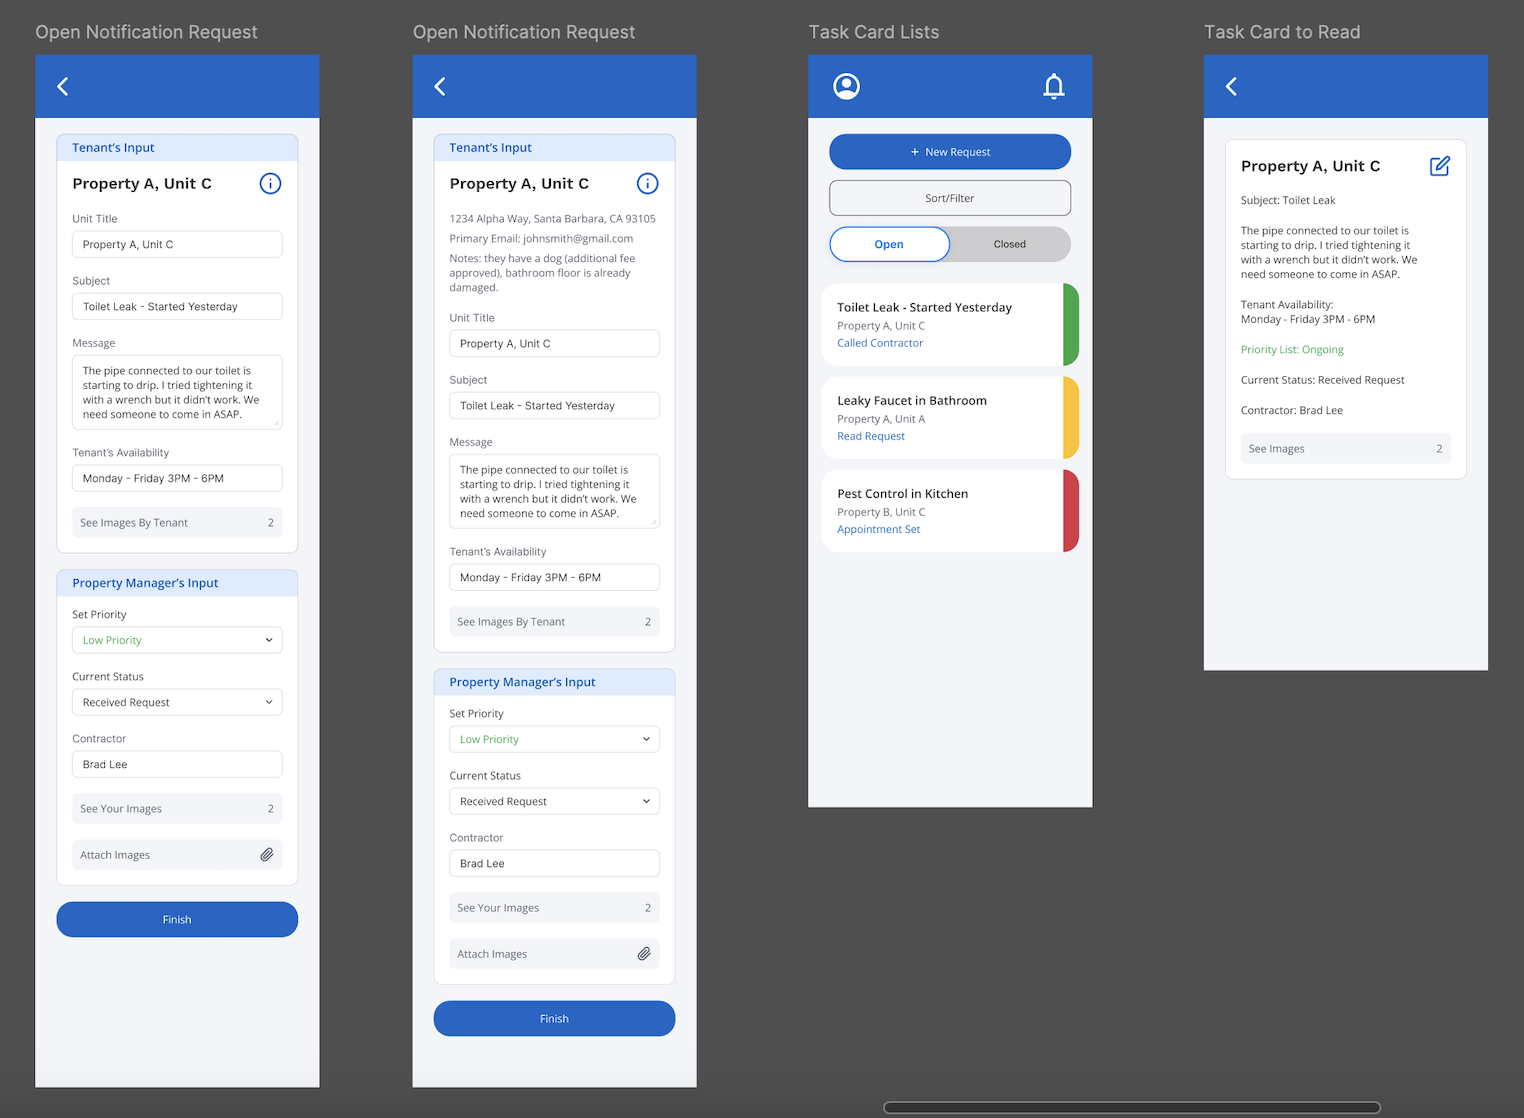 Open Notification Request
Tenant's Input
Property A, Unit C
Unit Title
Property A, Unit C
Subject
Toilet Leak - Started Yesterday
Message
The pipe connected to our toilet is
starting to drip. I tried tightening it
with a wrench but it didn't work. We
need someone to come in ASAP.
Tenant's Availability
Monday - Friday 3PM - 6PM
See Images By Tenant 2
Property Manager's Input
Set Priority
Low Priority
Current Status
Received Request
Contractor
Brad Lee
See Your Images 2
Attach Images
Finish
Open Notification Request
Tenant's Input
Property A, Unit C
1234 Alpha Way, Santa Barbara, CA 93105
Primary Email: johnsmith@gmail.com
Notes: they have a dog (additional fee
approved), bathroom floor is already
damaged.
Unit Title
Property A, Unit C
Subject
Toilet Leak - Started Yesterday
Message
The pipe connected to our toilet is
starting to drip. I tried tightening it
with a wrench but it didn't work. We
need someone to come in ASAP.
Tenant's Availability
Monday - Friday 3PM - 6PM
See Images By Tenant 2
Property Manager's Input
Set Priority
Low Priority
Current Status
Received Request
Contractor
Brad Lee
See Your Images 2
Attach Images
Finish
Task Card Lists
+ New Request
Sort/Filter
Open Closed
Toilet Leak - Started Yesterday
Property A, Unit C
Called Contractor
Leaky Faucet in Bathroom
Property A, Unit A
Read Request
Pest Control in Kitchen
Property B, Unit C
Appointment Set
Task Card to Read
Property A, Unit C
Subject: Toilet Leak
The pipe connected to our toilet is
starting to drip. I tried tightening it
with a wrench but it didn't work. We
need someone to come in ASAP.
Tenant Availability:
Monday - Friday 3PM - 6PM
Priority List: Ongoing
Current Status: Received Request
Contractor: Brad Lee
See Images 2